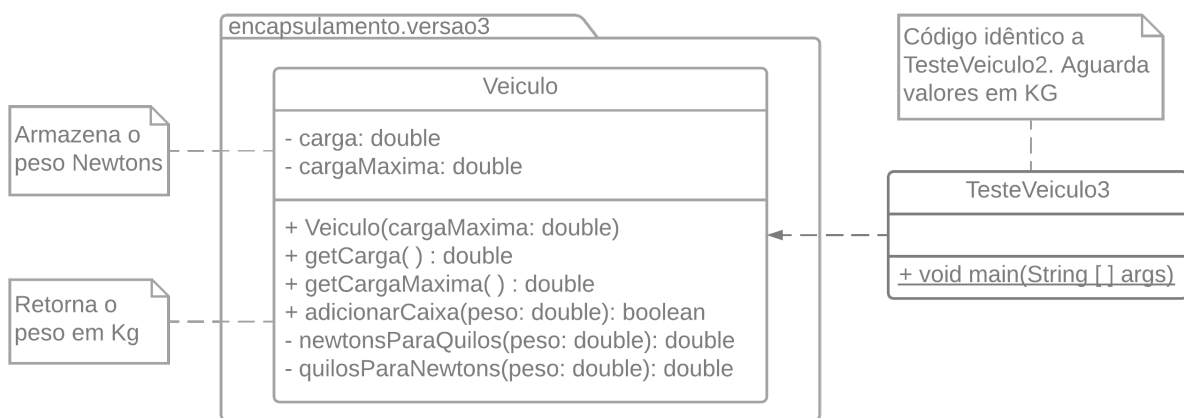 encapsulamento.versao3
Veiculo
- carga: double
- cargaMaxima: double
+ Veiculo(cargaMaxima: double)
+ getCarga( ) : double
+ getCargaMaxima( ) : double
+ adicionarCaixa(peso: double): boolean
- newtonsParaQuilos(peso: double): double
- quilosParaNewtons(peso: double): double
Armazena o
peso Newtons
Retorna o
peso em Kg
Código idêntico a
TesteVeiculo2. Aguarda
valores em KG
TesteVeiculo3
+ void main(String [ ] args)